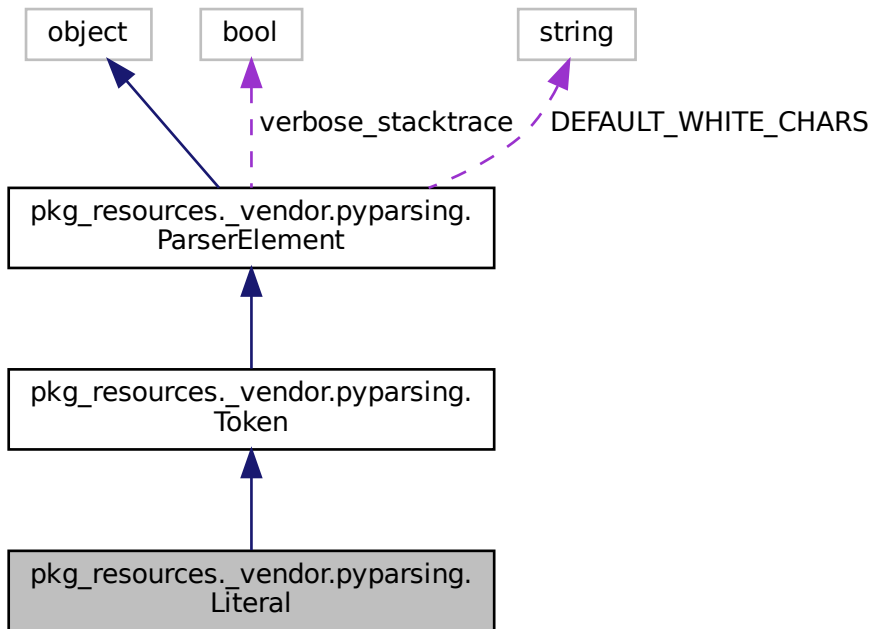 object
bool
string
verbose_stacktrace
DEFAULT_WHITE_CHARS
pkg_resources._vendor.pyparsing.
ParserElement
pkg_resources._vendor.pyparsing.
Token
pkg_resources._vendor.pyparsing.
Literal